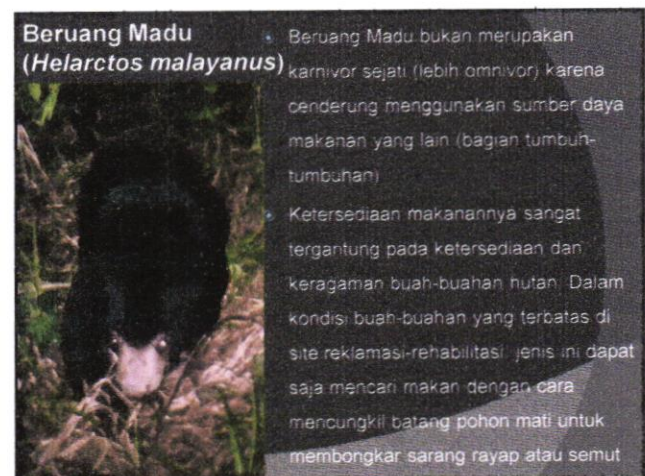 Beruang Madu
(Helarctos malayanus)
• Beruang Madu bukan merupakan
karnivor sejati (lebih omnivor) karena
cenderung menggunakan sumber daya
makanan yang lain (bagian tumbuh-
tumbuhan)
• Ketersediaan makanannya sangat
tergantung pada ketersediaan dan
keragaman buah-buahan hutan. Dalam
kondisi buah-buahan yang terbatas di
site reklamasi-rehabilitasi, jenis ini dapat
saja mencari makan dengan cara
mencungkil batang pohon mati untuk
membongkar sarang rayap atau semut